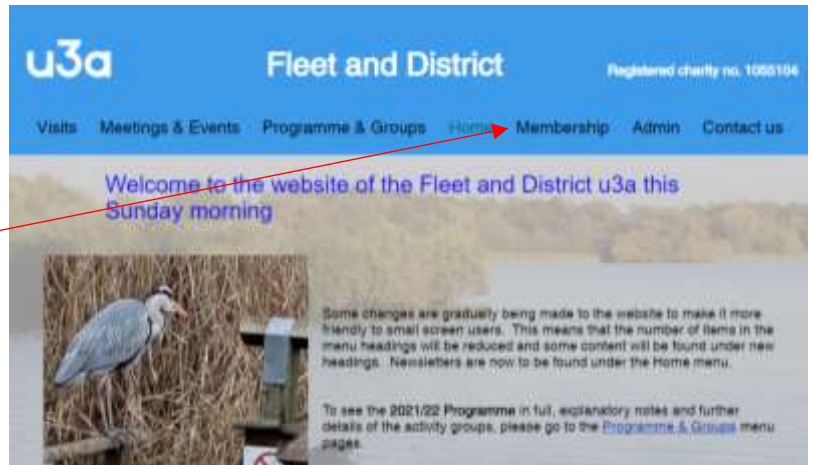 u3a
Fleet and District
Registered charity no. 1055104
Visits Meetings & Events Programme & Groups Home Membership Admin Contact us
Welcome to the website of the Fleet and District u3a this
Sunday morning
Some changes are gradually being made to the website to make it more
friendly to small screen users. This means that the number of items in the
menu headings will be reduced and some content will be found under new
headings. Newsletters are now to be found under the Home menu.
To see the 2021/22 Programme in full, explanatory notes and further
details of the activity groups, please go to the Programme & Groups menu
pages.